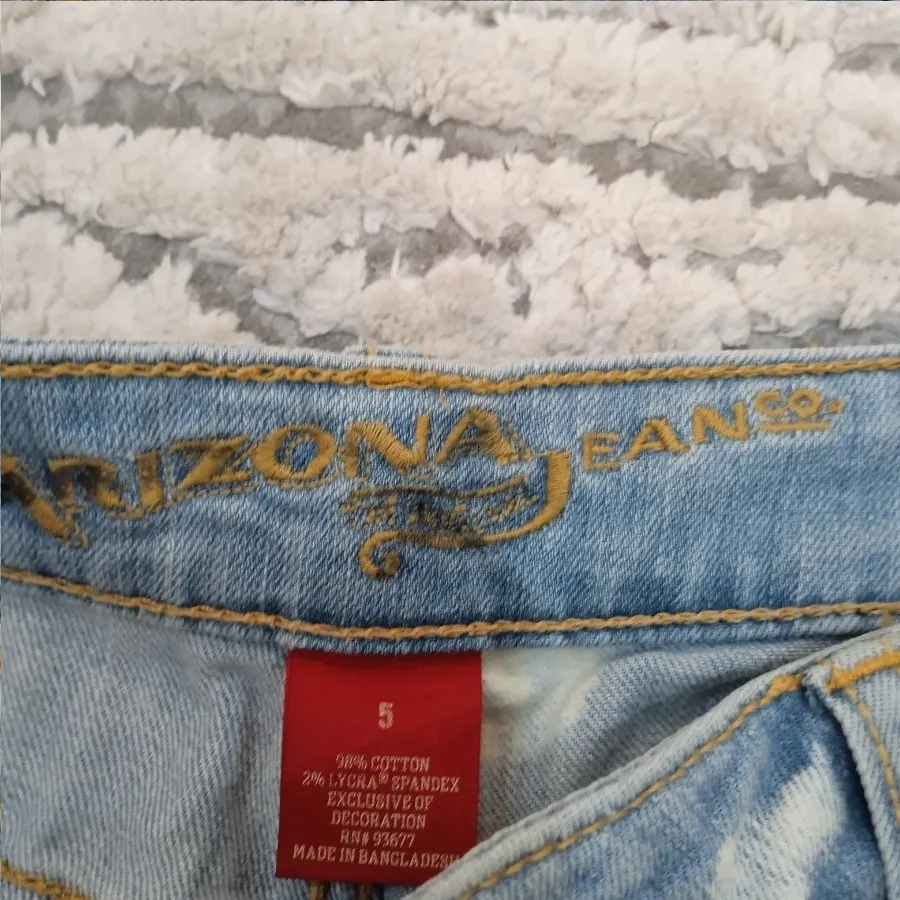 ARIZONA JEAN CO.
5
98% COTTON
2% LYCRA® SPANDEX
EXCLUSIVE OF
DECORATION
RN# 93677
MADE IN BANGLADESH